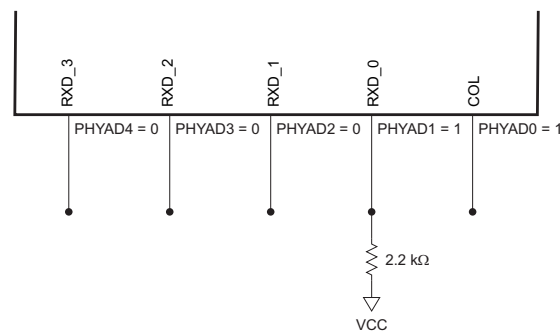 RXD_3
RXD_2
RXD_1
RXD_0
COL
PHYAD4 = 0
PHYAD3 = 0
PHYAD2 = 0
PHYAD1 = 1
PHYAD0 = 1
2.2 kΩ
VCC